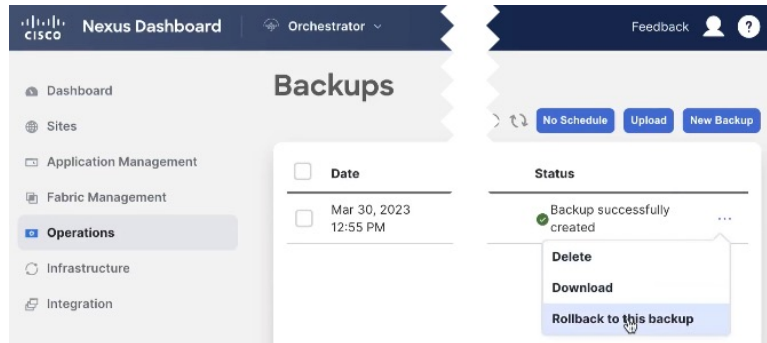 CISCO Nexus Dashboard Orchestrator Feedback ?
Dashboard
Sites
Application Management
Fabric Management
Operations
Infrastructure
Integration
Backups
No Schedule Upload New Backup
Date Status
Mar 30, 2023
12:55 PM
Backup successfully
created
...
Delete
Download
Rollback to this backup